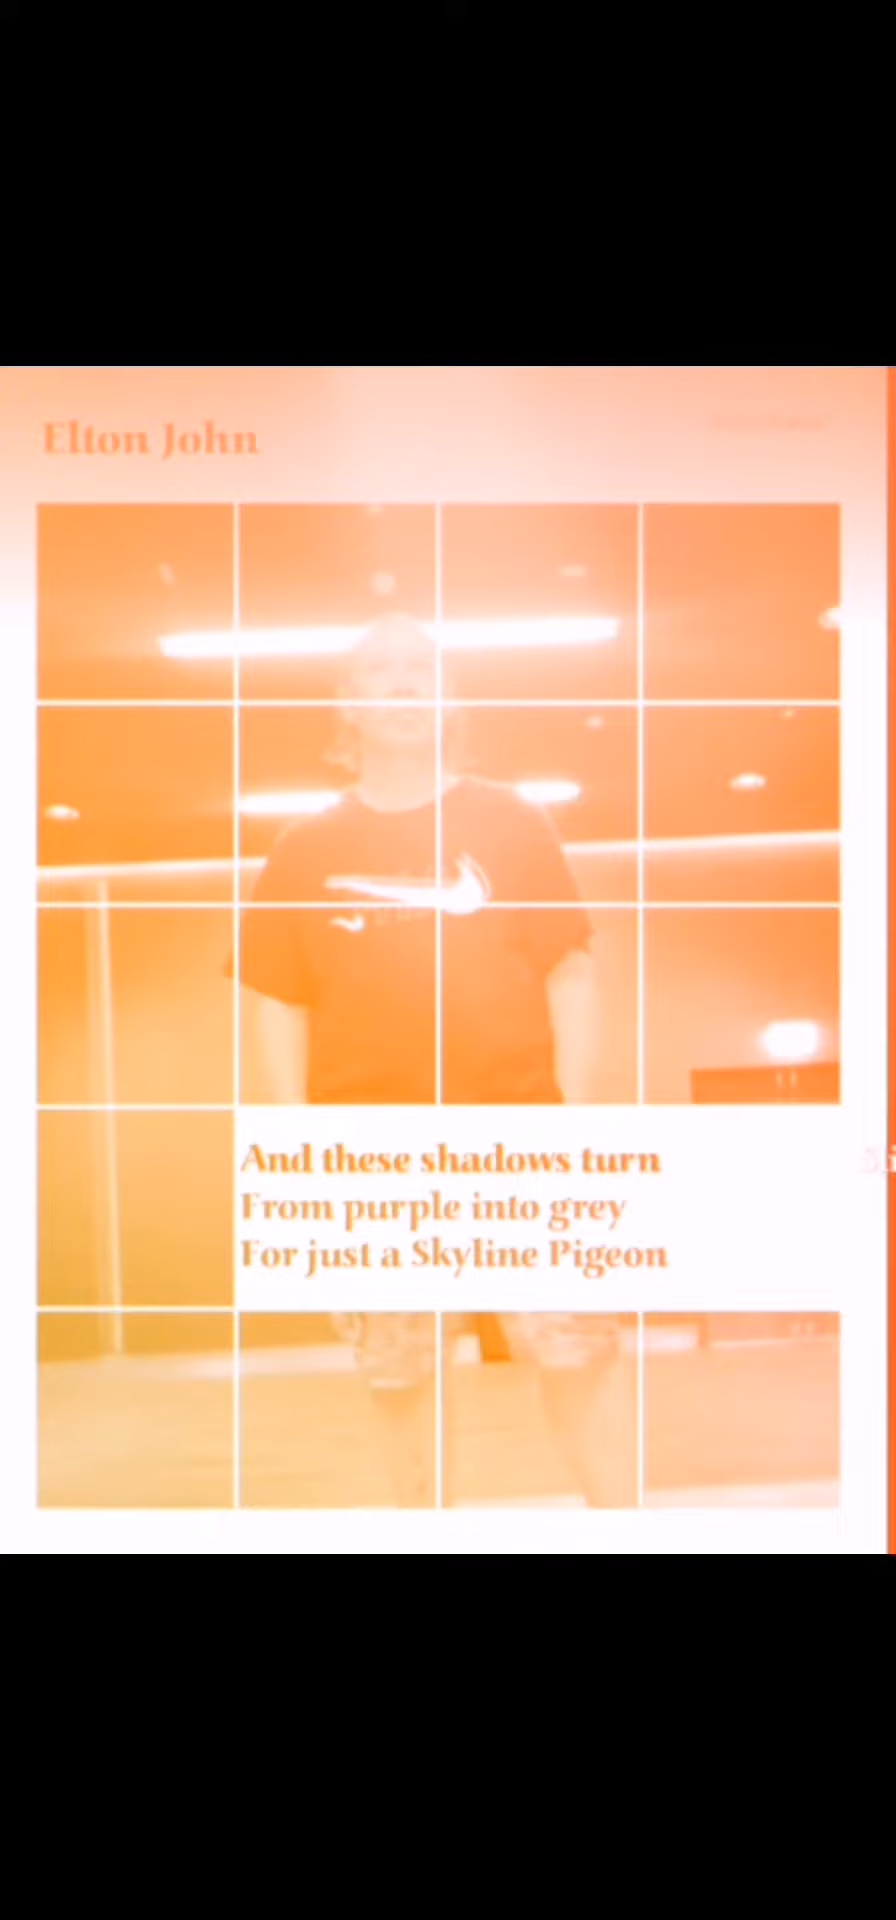 Elton John
And these shadows turn
From purple into grey
For just a Skyline Pigeon